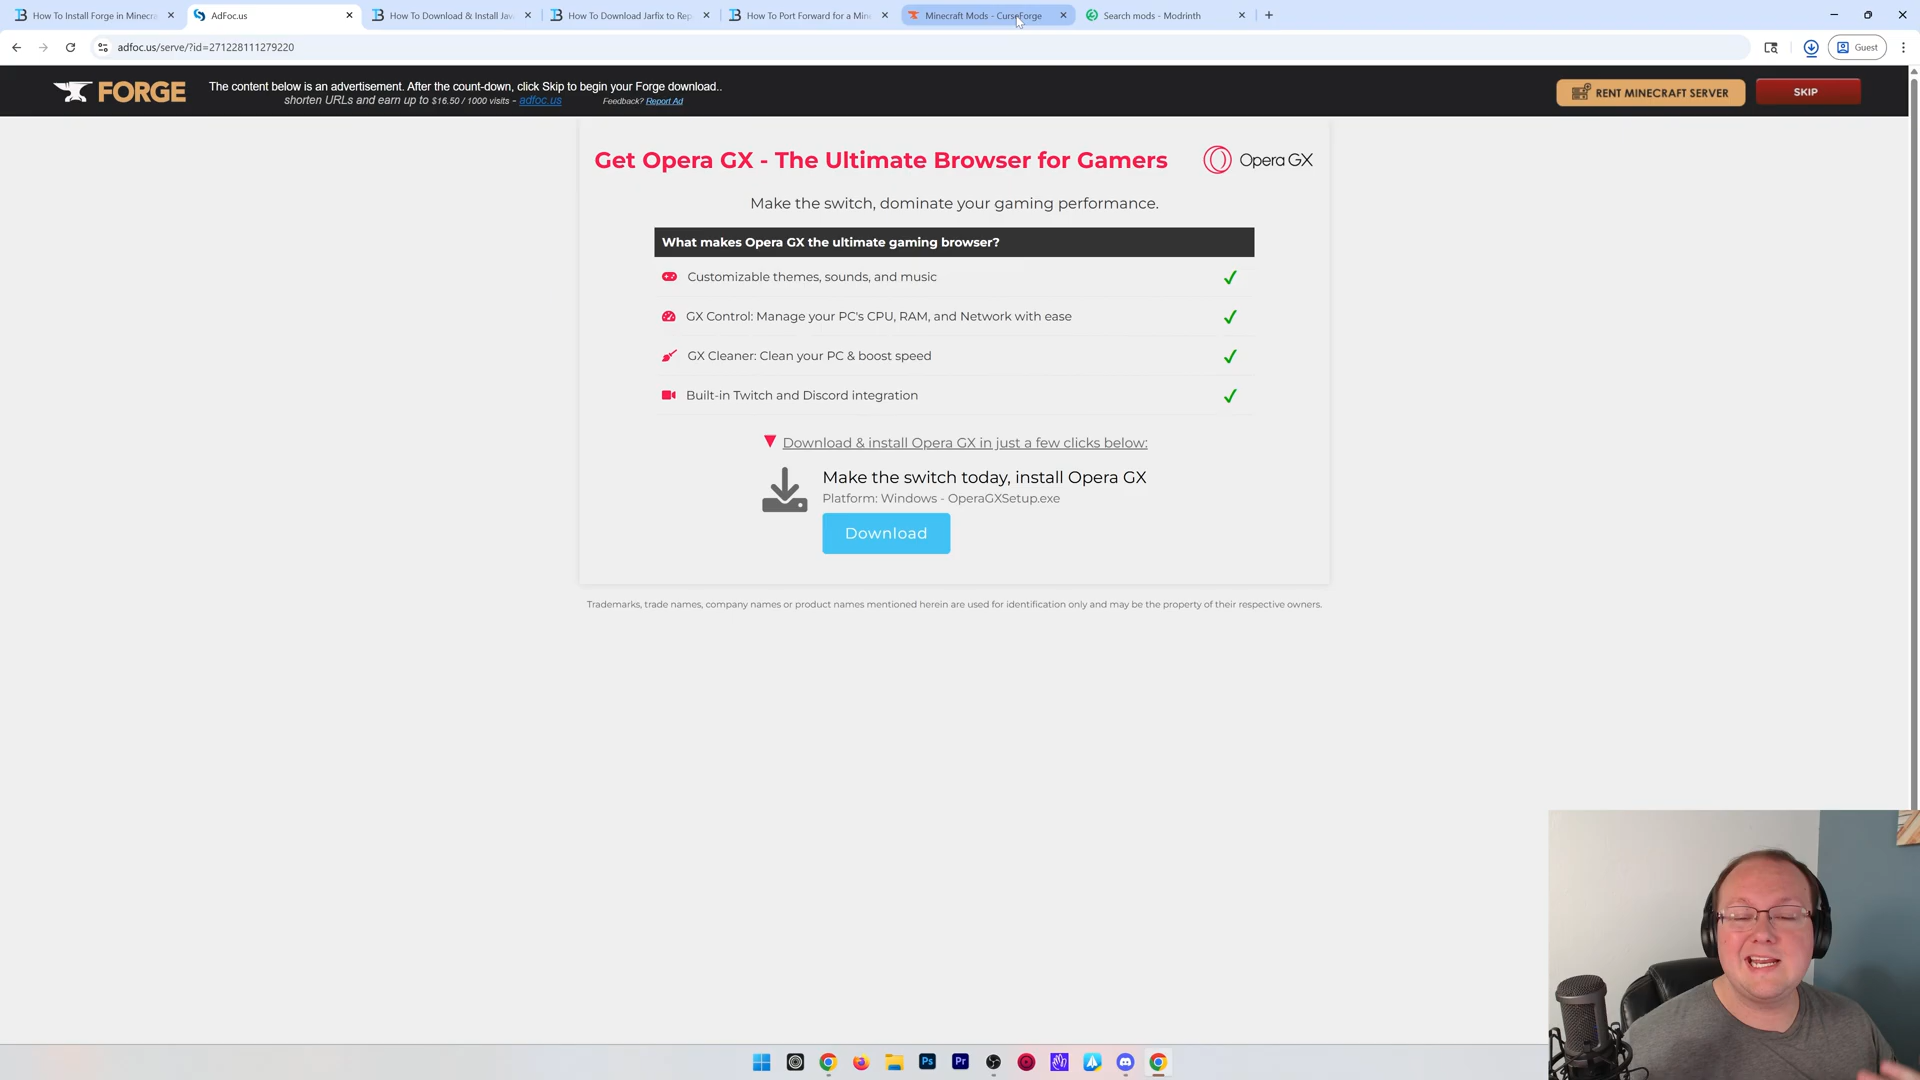 How To Install Forge in Minecra
AdFoc.us
How To Download & Install Jav
How To Download Jarfix to Rep
How To Port Forward for a Mine
Minecraft Mods - CurseForge
Search mods - Modrinth
adfoc.us/serve/?id=271228111279220
Guest
FORGE
The content below is an advertisement. After the count-down, click Skip to begin your Forge download..
shorten URLs and earn up to $16.50 / 1000 visits - adfoc.us
Feedback? Report Ad
RENT MINECRAFT SERVER
SKIP
Get Opera GX - The Ultimate Browser for Gamers
Opera GX
Make the switch, dominate your gaming performance.
What makes Opera GX the ultimate gaming browser?
Customizable themes, sounds, and music
GX Control: Manage your PC's CPU, RAM, and Network with ease
GX Cleaner: Clean your PC & boost speed
Built-in Twitch and Discord integration
Download & install Opera GX in just a few clicks below:
Make the switch today, install Opera GX
Platform: Windows - OperaGXSetup.exe
Download
Trademarks, trade names, company names or product names mentioned herein are used for identification only and may be the property of their respective owners.
Ps
Pr